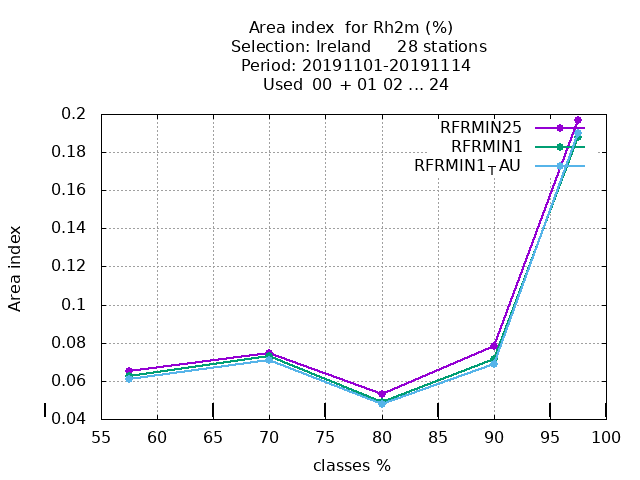 Area index  for Rh2m (%)
Selection: Ireland     28 stations
Period: 20191101-20191114
Used  00 + 01 02 ... 24
RFRMIN25
RFRMIN1
RFRMIN1TAU
0.2
0.18
0.16
0.14
0.12
0.1
0.08
0.06
0.04
Area index
55 60 65 70 75 80 85 90 95 100
classes %